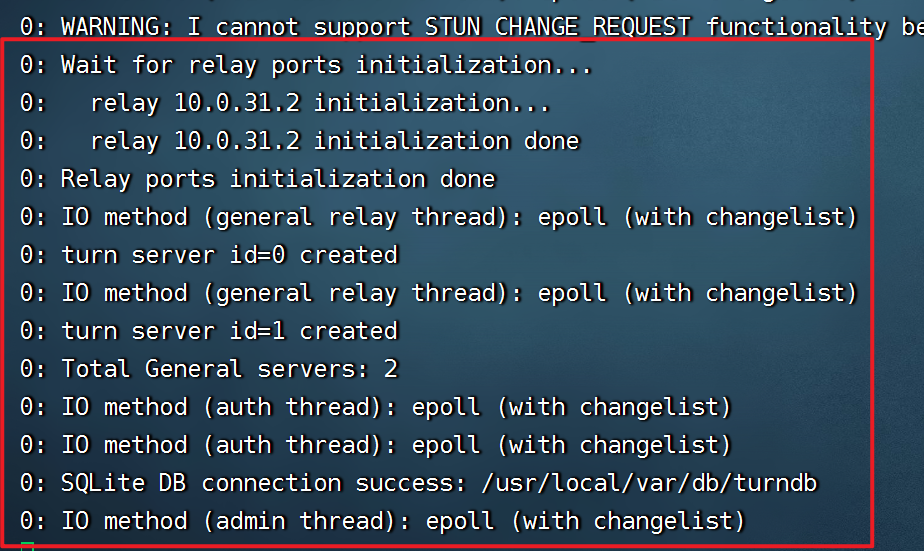 0: WARNING: I cannot support STUN CHANGE_REQUEST functionality be
0: Wait for relay ports initialization...
0:   relay 10.0.31.2 initialization...
0:   relay 10.0.31.2 initialization done
0: Relay ports initialization done
0: IO method (general relay thread): epoll (with changelist)
0: turn server id=0 created
0: IO method (general relay thread): epoll (with changelist)
0: turn server id=1 created
0: Total General servers: 2
0: IO method (auth thread): epoll (with changelist)
0: IO method (auth thread): epoll (with changelist)
0: SQLite DB connection success: /usr/local/var/db/turndb
0: IO method (admin thread): epoll (with changelist)